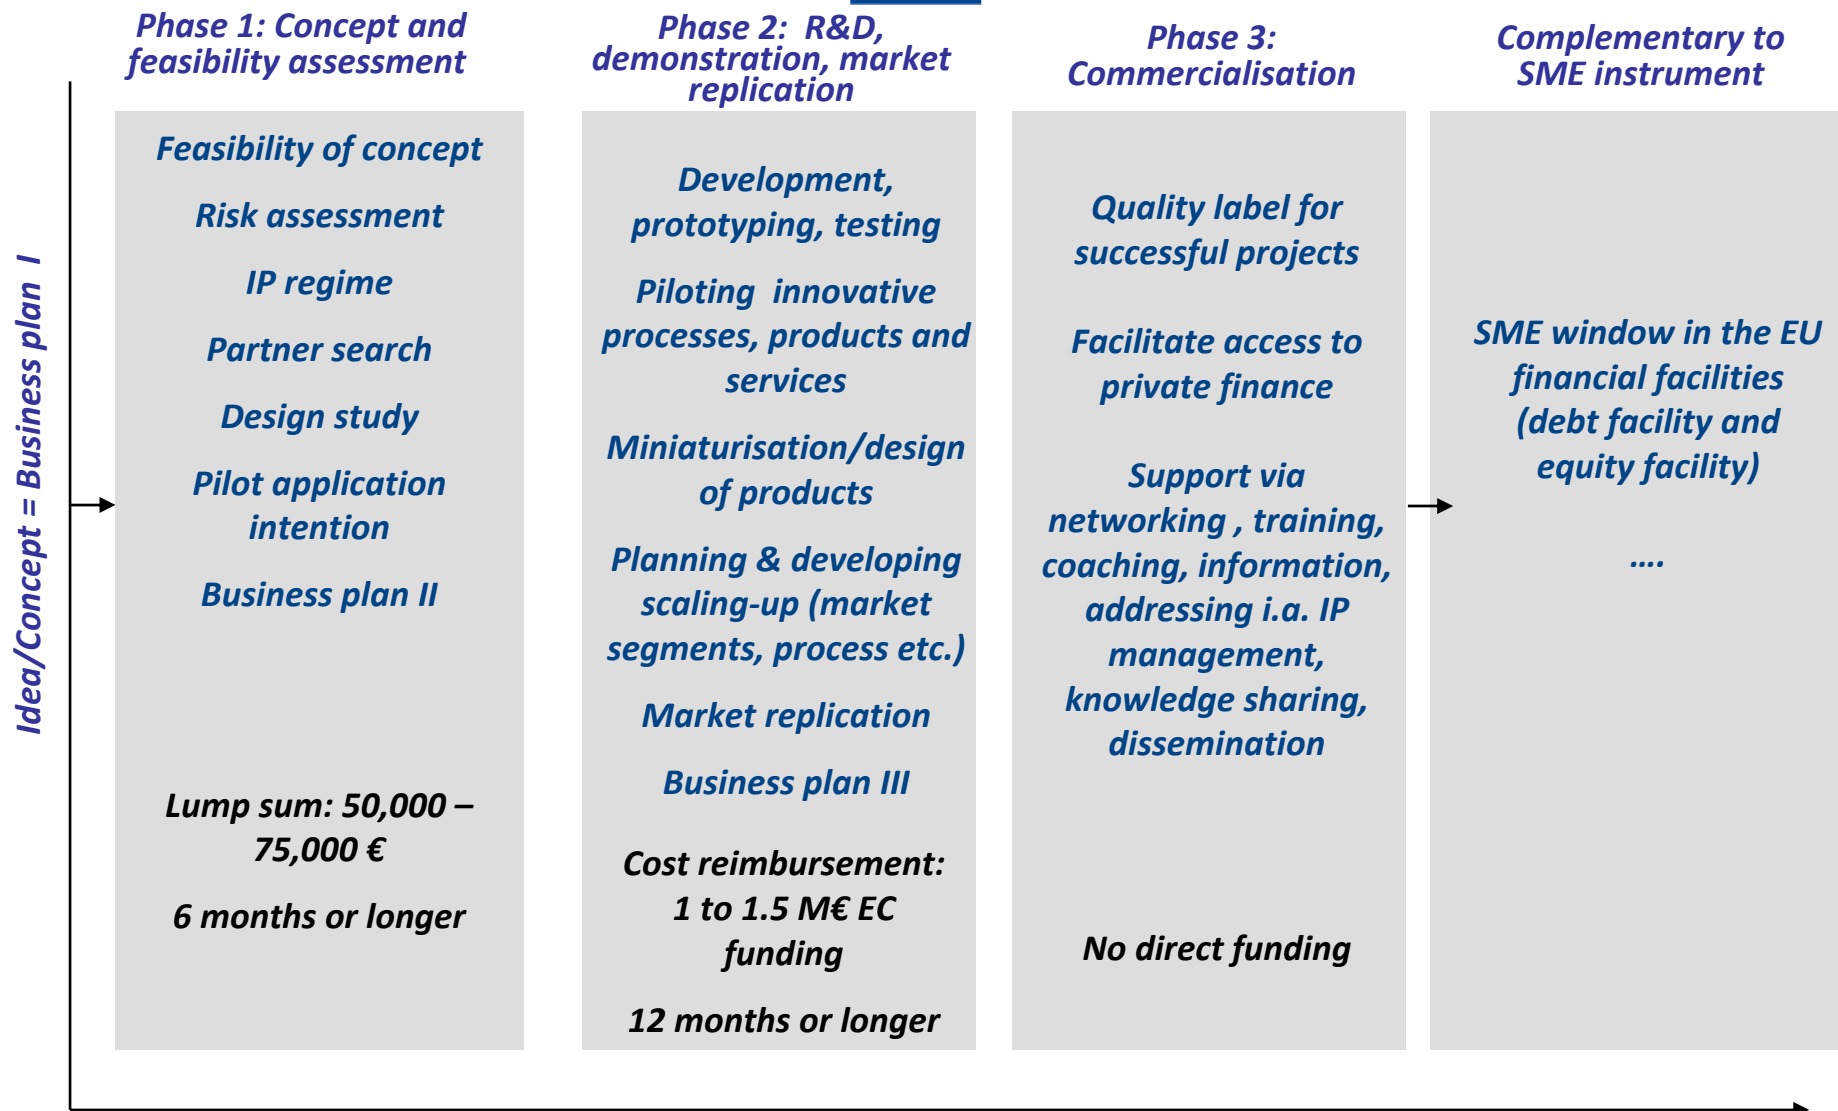 Phase 1: Concept and
feasibility assessment
Phase 2: R&D,
demonstration, market
replication
Phase 3:
Commercialisation
Complementary to
SME instrument
Idea/Concept = Business plan I
Feasibility of concept
Risk assessment
IP regime
Partner search
Design study
Pilot application
intention
Business plan II
Lump sum: 50,000 –
75,000 €
6 months or longer
Development,
prototyping, testing
Piloting innovative
processes, products and
services
Miniaturisation/design
of products
Planning & developing
scaling-up (market
segments, process etc.)
Market replication
Business plan III
Cost reimbursement:
1 to 1.5 M€ EC
funding
12 months or longer
Quality label for
successful projects
Facilitate access to
private finance
Support via
networking , training,
coaching, information,
addressing i.a. IP
management,
knowledge sharing,
dissemination
No direct funding
SME window in the EU
financial facilities
(debt facility and
equity facility)
....